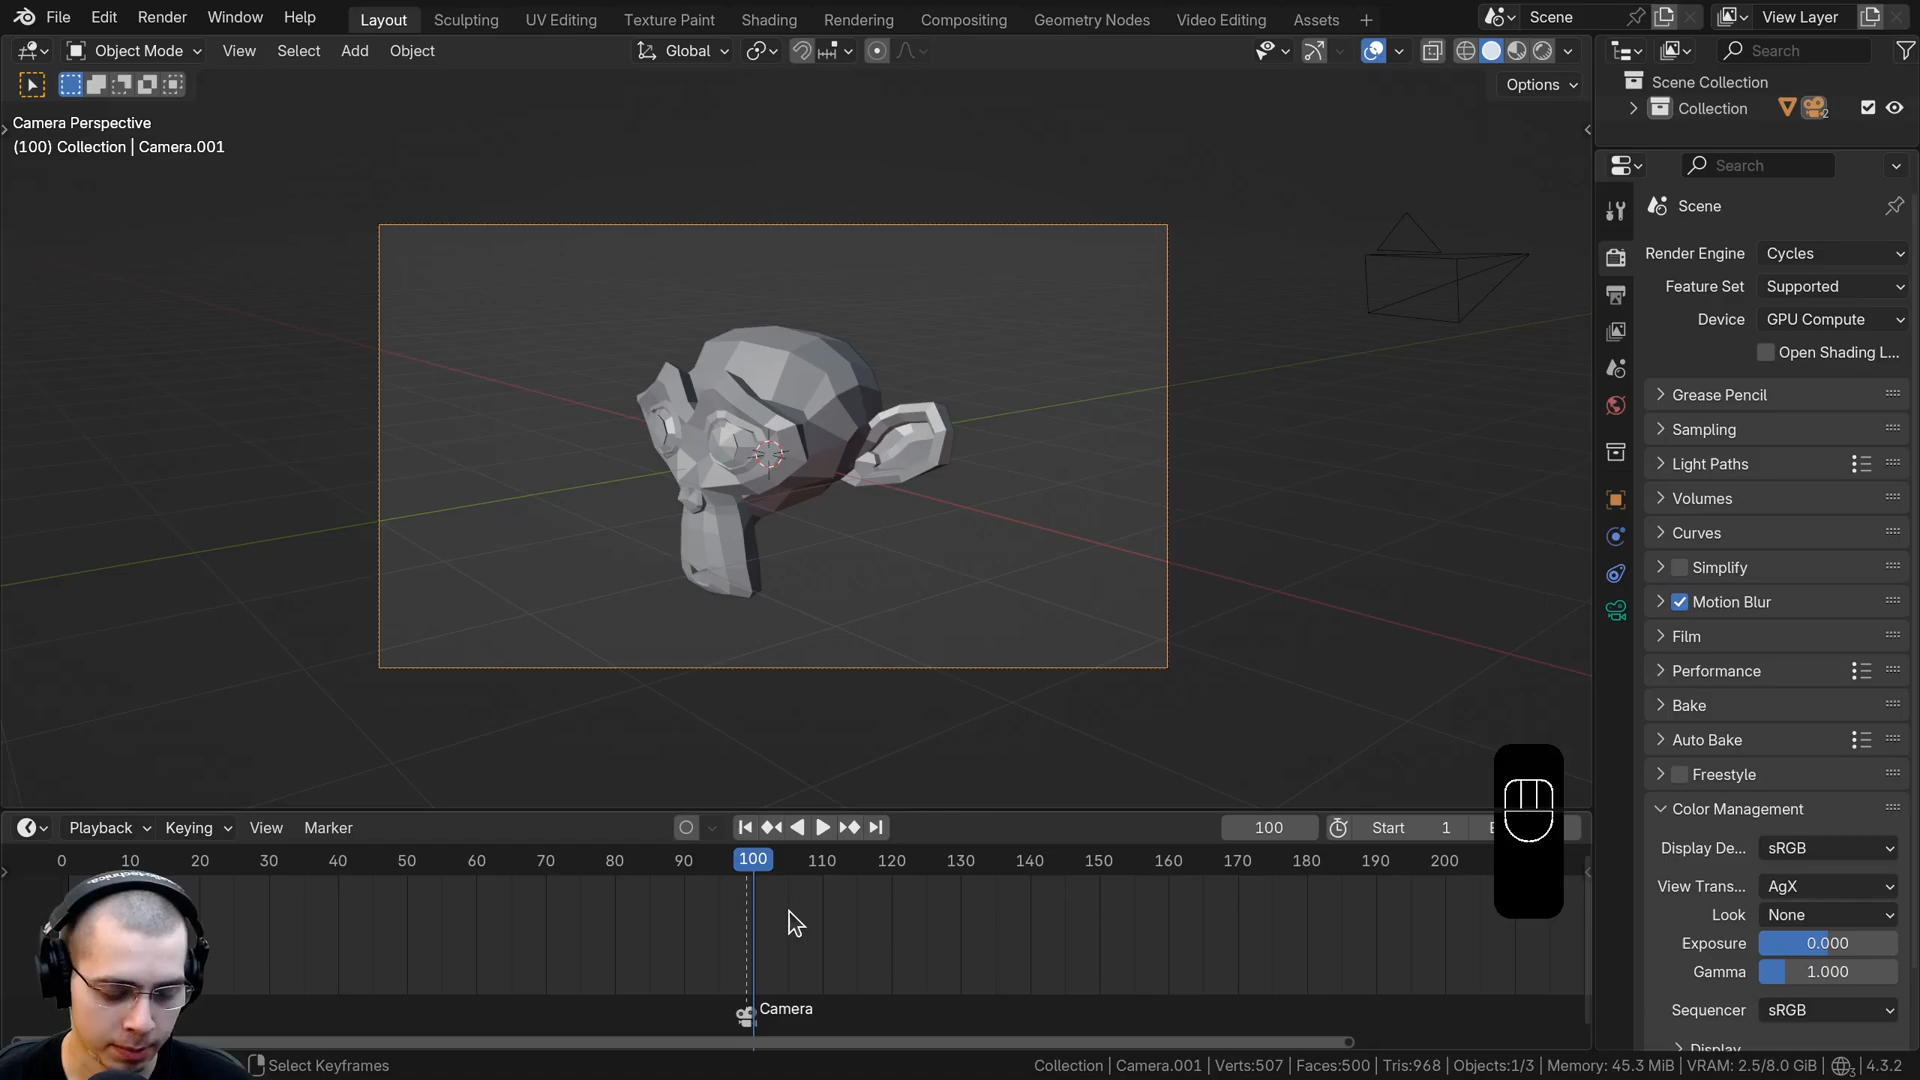 File Edit Render Window Help
Layout Sculpting UV Editing Texture Paint Shading Rendering Compositing Geometry Nodes Video Editing Assets +
Scene
View Layer
Object Mode View Select Add Object
Global
Search
Options
Camera Perspective
(100) Collection | Camera.001
Scene Collection
Collection 2
Search
Scene
Render Engine Cycles
Feature Set Supported
Device GPU Compute
Open Shading L...
Grease Pencil
Sampling
Light Paths
Volumes
Curves
Simplify
Motion Blur
Film
Performance
Bake
Auto Bake
Freestyle
Color Management
Display De... sRGB
View Trans... AgX
Look None
Exposure 0.000
Gamma 1.000
Sequencer sRGB
Playback Keying View Marker
100 Start 1
0 10 20 30 40 50 60 70 80 90 100 110 120 130 140 150 160 170 180 190 200
Camera
Select Keyframes
Collection | Camera.001 | Verts:507 | Faces:500 | Tris:968 | Objects:1/3 | Memory: 45.3 MiB | VRAM: 2.5/8.0 GiB | 3 | 4.3.2